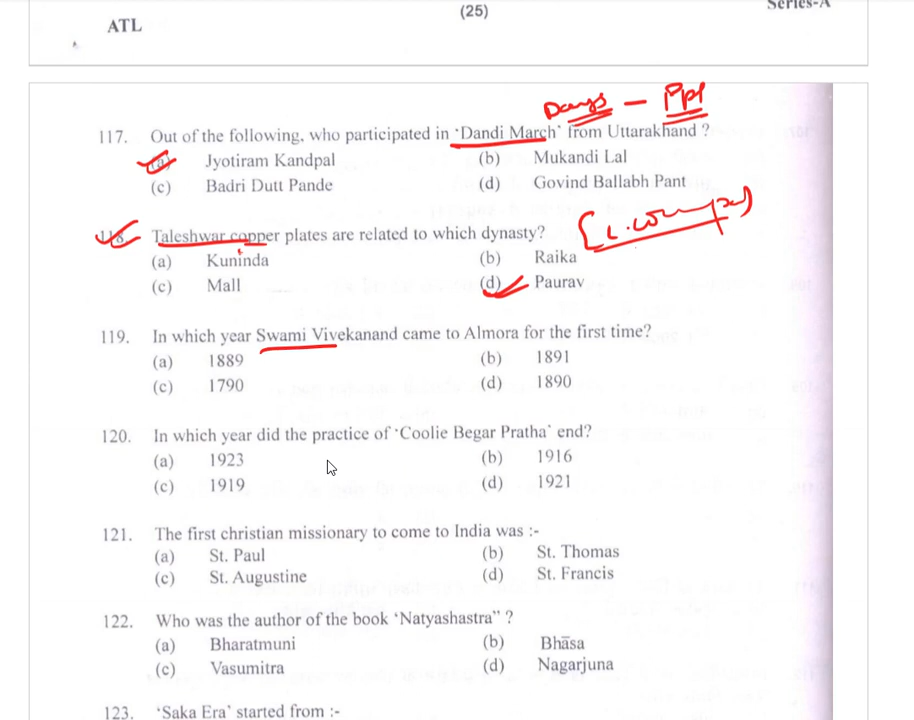 (25)
Series-A
ATL
Days - PPl
117. Out of the following, who participated in ‘Dandi March’ from Uttarakhand ?
(a) Jyotiram Kandpal (b) Mukandi Lal
(c) Badri Dutt Pande (d) Govind Ballabh Pant
118. Taleshwar copper plates are related to which dynasty?
(a) Kuninda (b) Raika
(c) Mall (d) Paurav
119. In which year Swami Vivekanand came to Almora for the first time?
(a) 1889 (b) 1891
(c) 1790 (d) 1890
120. In which year did the practice of ‘Coolie Begar Pratha’ end?
(a) 1923 (b) 1916
(c) 1919 (d) 1921
121. The first christian missionary to come to India was :-
(a) St. Paul (b) St. Thomas
(c) St. Augustine (d) St. Francis
122. Who was the author of the book ‘Natyashastra” ?
(a) Bharatmuni (b) Bhāsa
(c) Vasumitra (d) Nagarjuna
123. ‘Saka Era’ started from :-